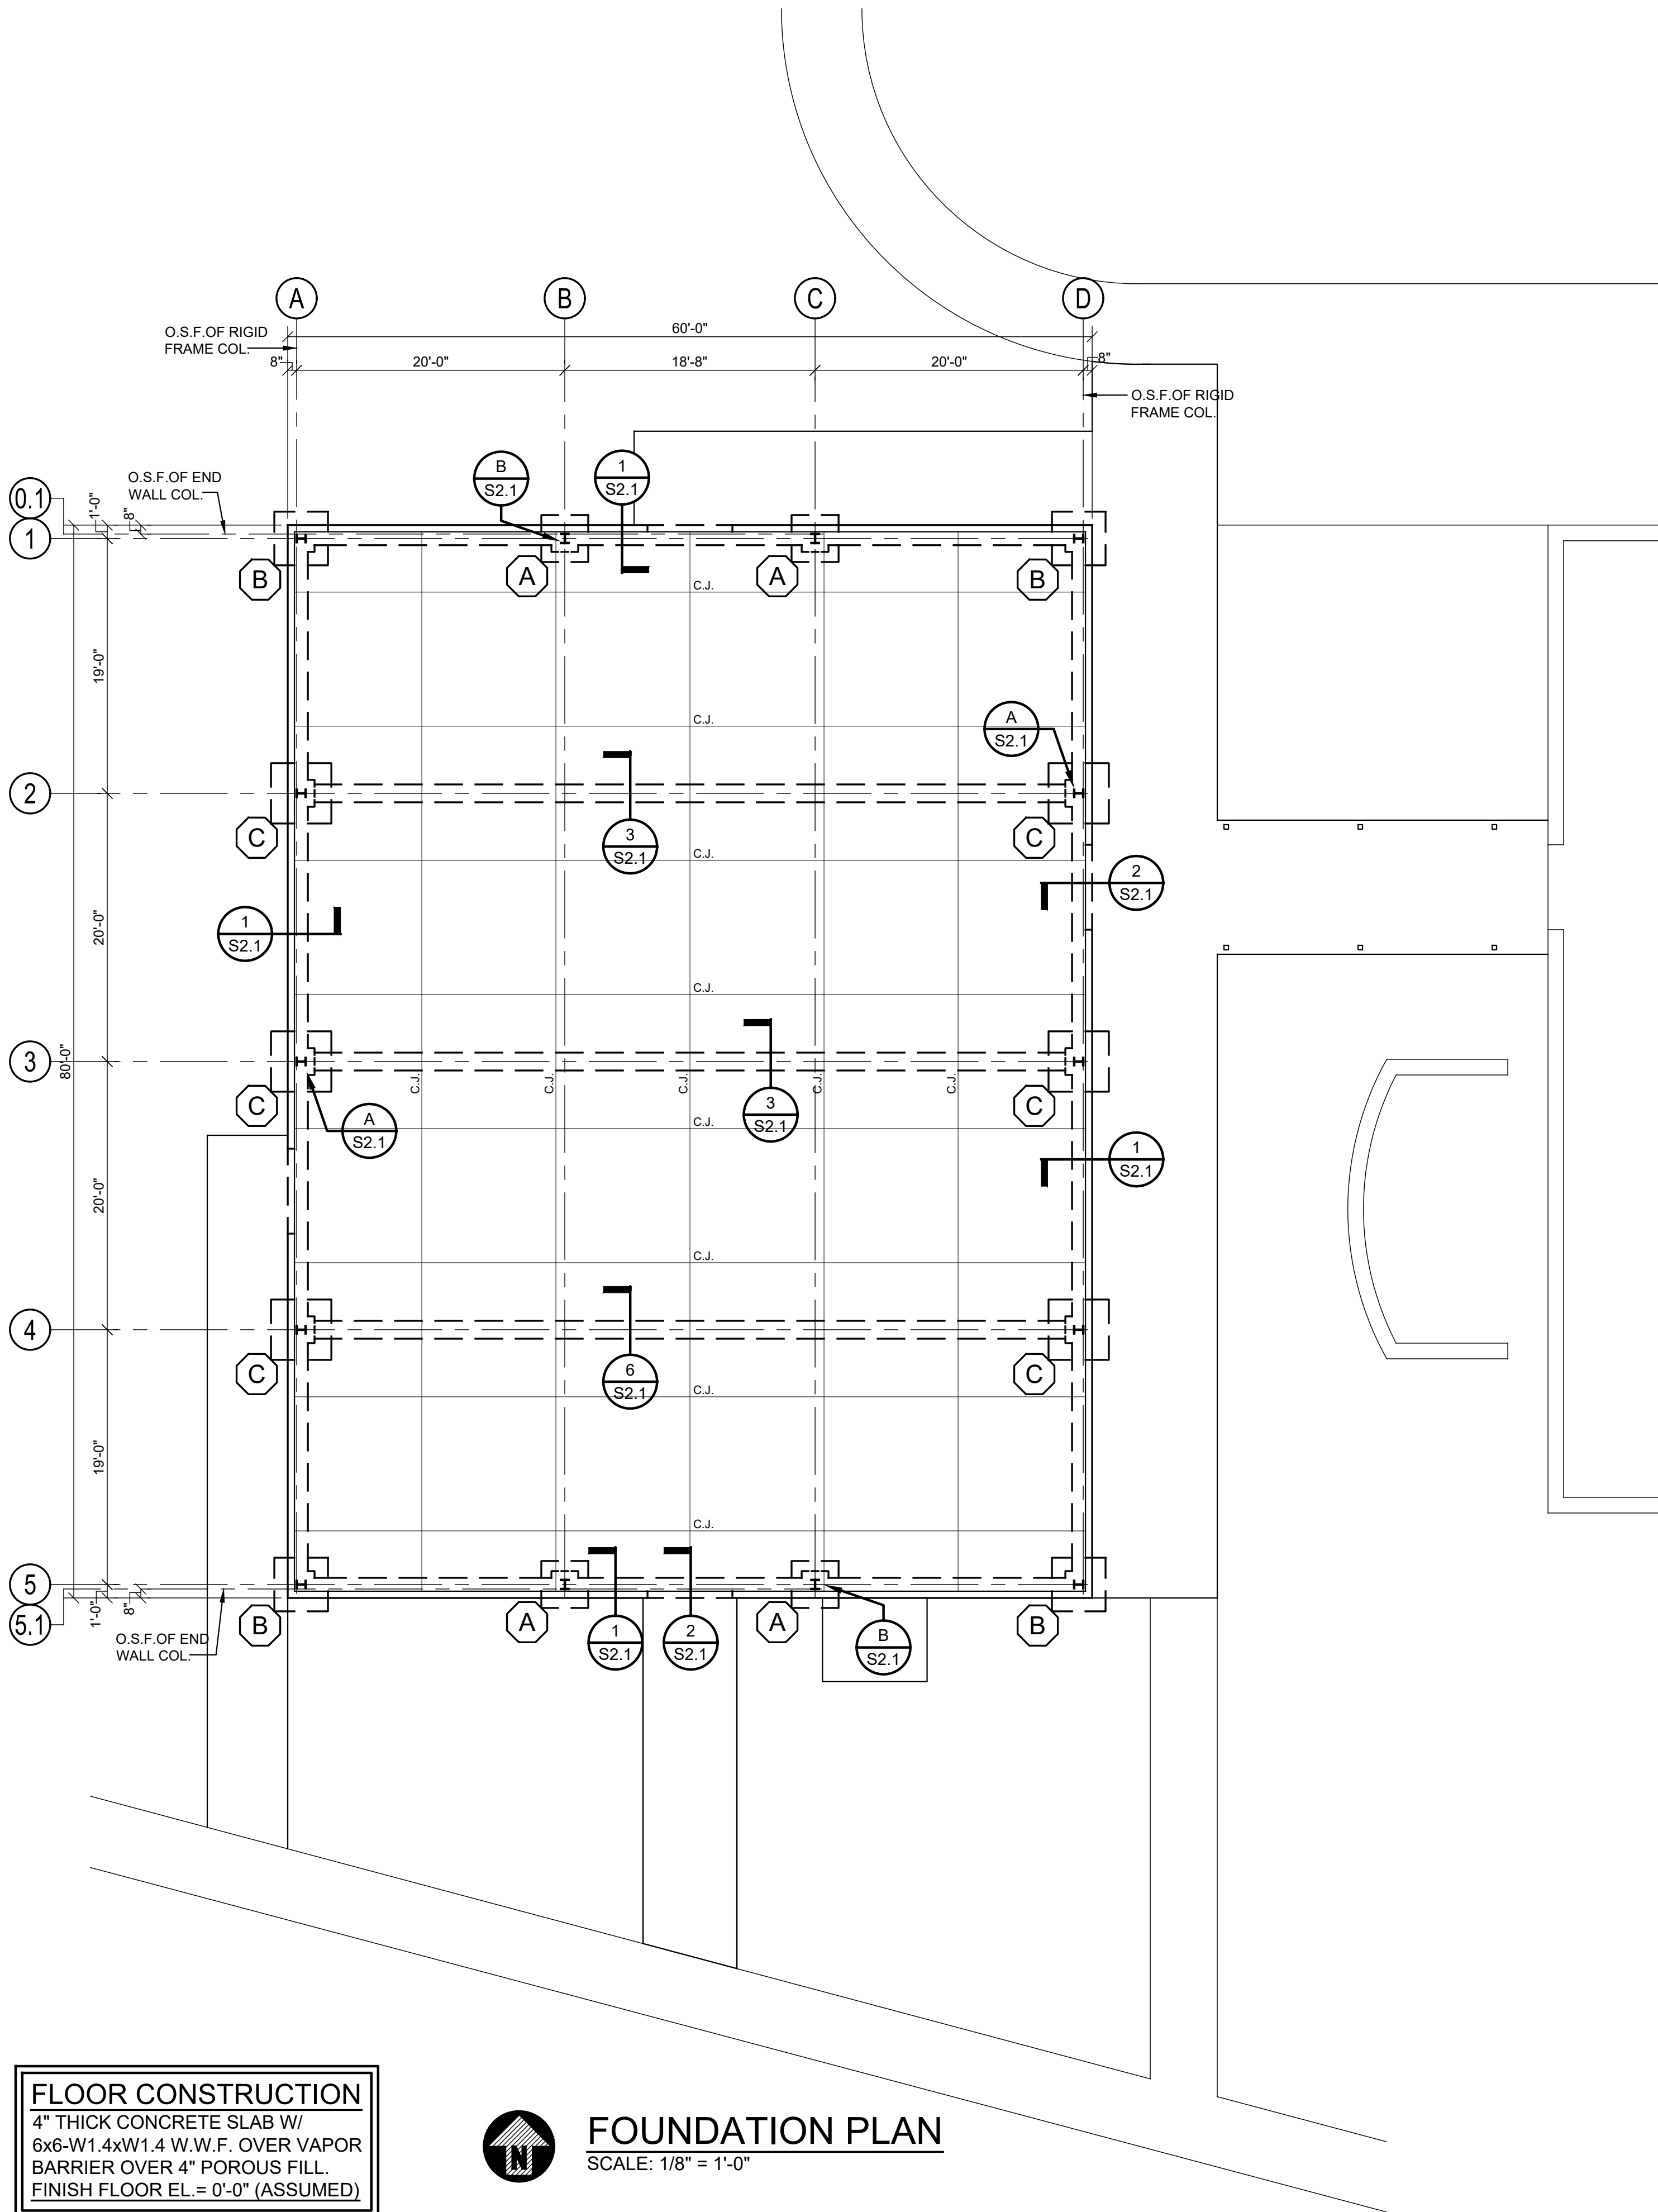 A
B
C
D
O.S.F.OF RIGID
FRAME COL.
60'-0"
8"
20'-0"
18'-8"
20'-0"
8"
O.S.F.OF RIGID
FRAME COL.
B
S2.1
1
S2.1
O.S.F.OF END
WALL COL.
0.1
1'-0"
8"
1
B
A
A
B
C.J.
19'-0"
A
S2.1
C.J.
2
C
3
S2.1
C
C.J.
2
S2.1
1
S2.1
20'-0"
C.J.
3
80'-0"
C.J.
C.J.
C.J.
C.J.
C.J.
C
A
S2.1
3
S2.1
C
C.J.
1
S2.1
20'-0"
C.J.
4
C
6
S2.1
C
C.J.
19'-0"
C.J.
5
5.1
1'-0"
8"
O.S.F.OF END
WALL COL.
B
A
1
S2.1
2
S2.1
A
B
S2.1
B
FLOOR CONSTRUCTION
4" THICK CONCRETE SLAB W/
6x6-W1.4xW1.4 W.W.F. OVER VAPOR
BARRIER OVER 4" POROUS FILL.
FINISH FLOOR EL.= 0'-0" (ASSUMED)
N
FOUNDATION PLAN
SCALE: 1/8" = 1'-0"